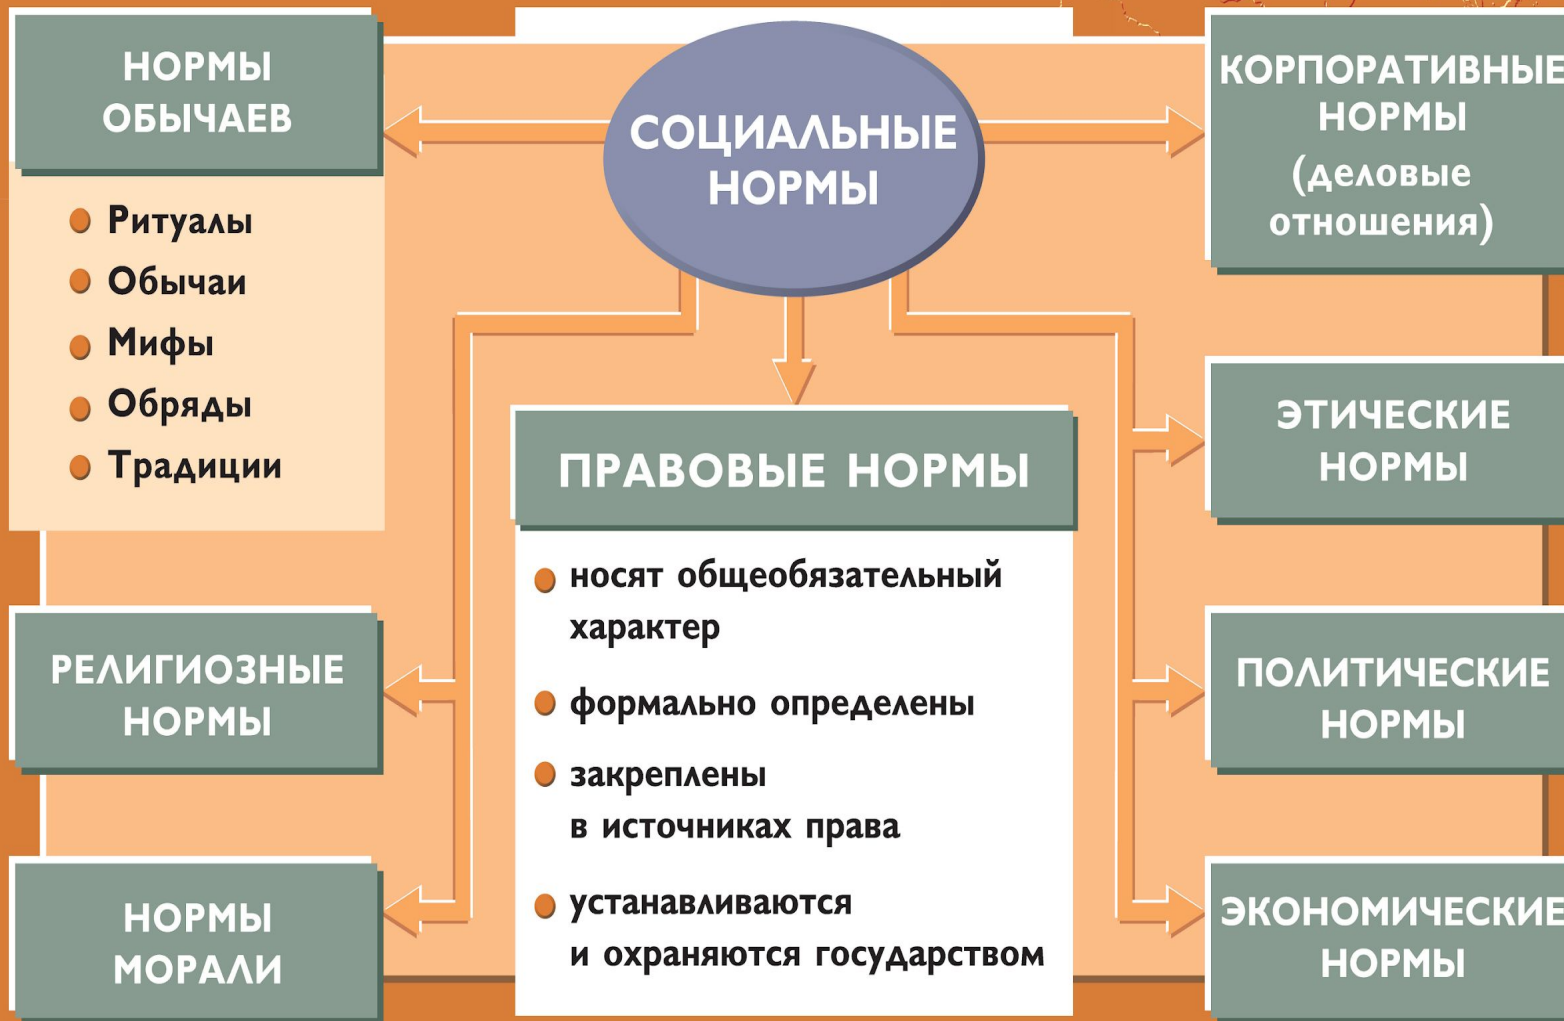 СОЦИАЛЬНЫЕ
НОРМЫ
НОРМЫ
ОБЫЧАЕВ
Ритуалы
Обычаи
Мифы
Обряды
Традиции
РЕЛИГИОЗНЫЕ
НОРМЫ
НОРМЫ
МОРАЛИ
ПРАВОВЫЕ НОРМЫ
носят общеобязательный
характер
формально определены
закреплены
в источниках права
устанавливаются
и охраняются государством
КОРПОРАТИВНЫЕ
НОРМЫ
(деловые
отношения)
ЭТИЧЕСКИЕ
НОРМЫ
ПОЛИТИЧЕСКИЕ
НОРМЫ
ЭКОНОМИЧЕСКИЕ
НОРМЫ